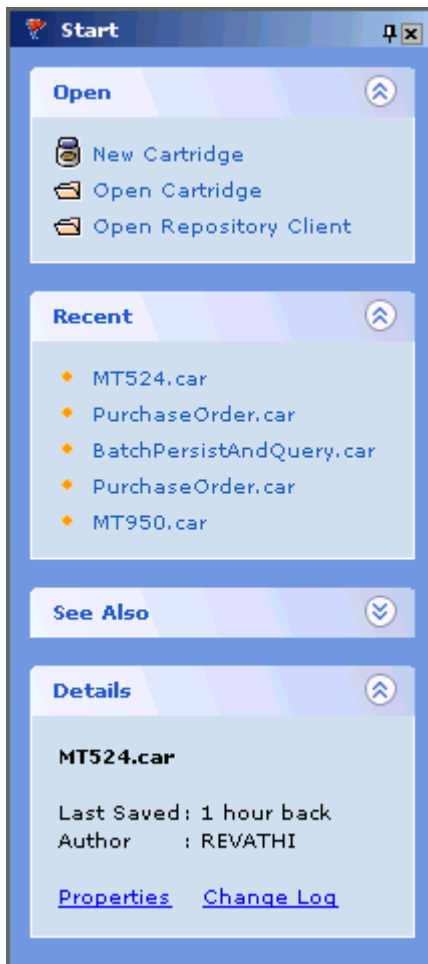 Start
Open
New Cartridge
Open Cartridge
Open Repository Client
Recent
MT524.car
PurchaseOrder.car
BatchPersistAndQuery.car
PurchaseOrder.car
MT950.car
See Also
Details
MT524.car
Last Saved: 1 hour back
Author : REVATHI
Properties Change Log